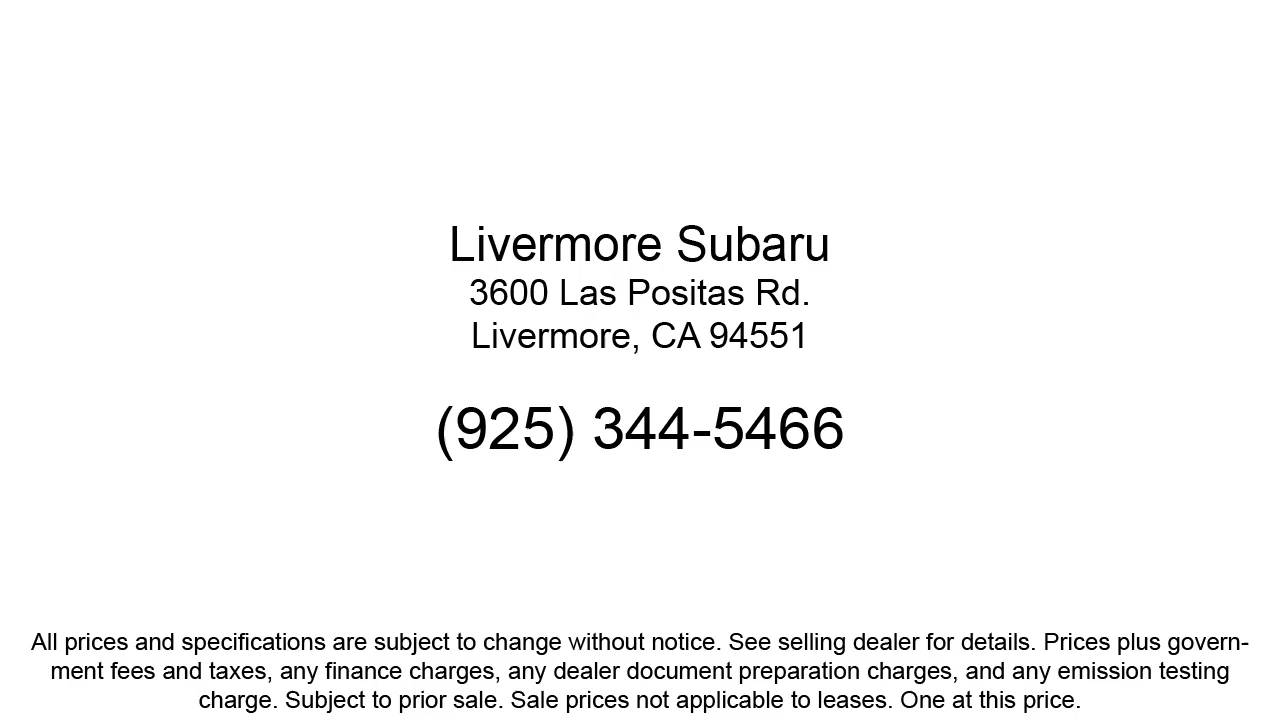 Livermore Subaru
3600 Las Positas Rd.
Livermore, CA 94551
(925) 344-5466
All prices and specifications are subject to change without notice. See selling dealer for details. Prices plus govern-
ment fees and taxes, any finance charges, any dealer document preparation charges, and any emission testing
charge. Subject to prior sale. Sale prices not applicable to leases. One at this price.